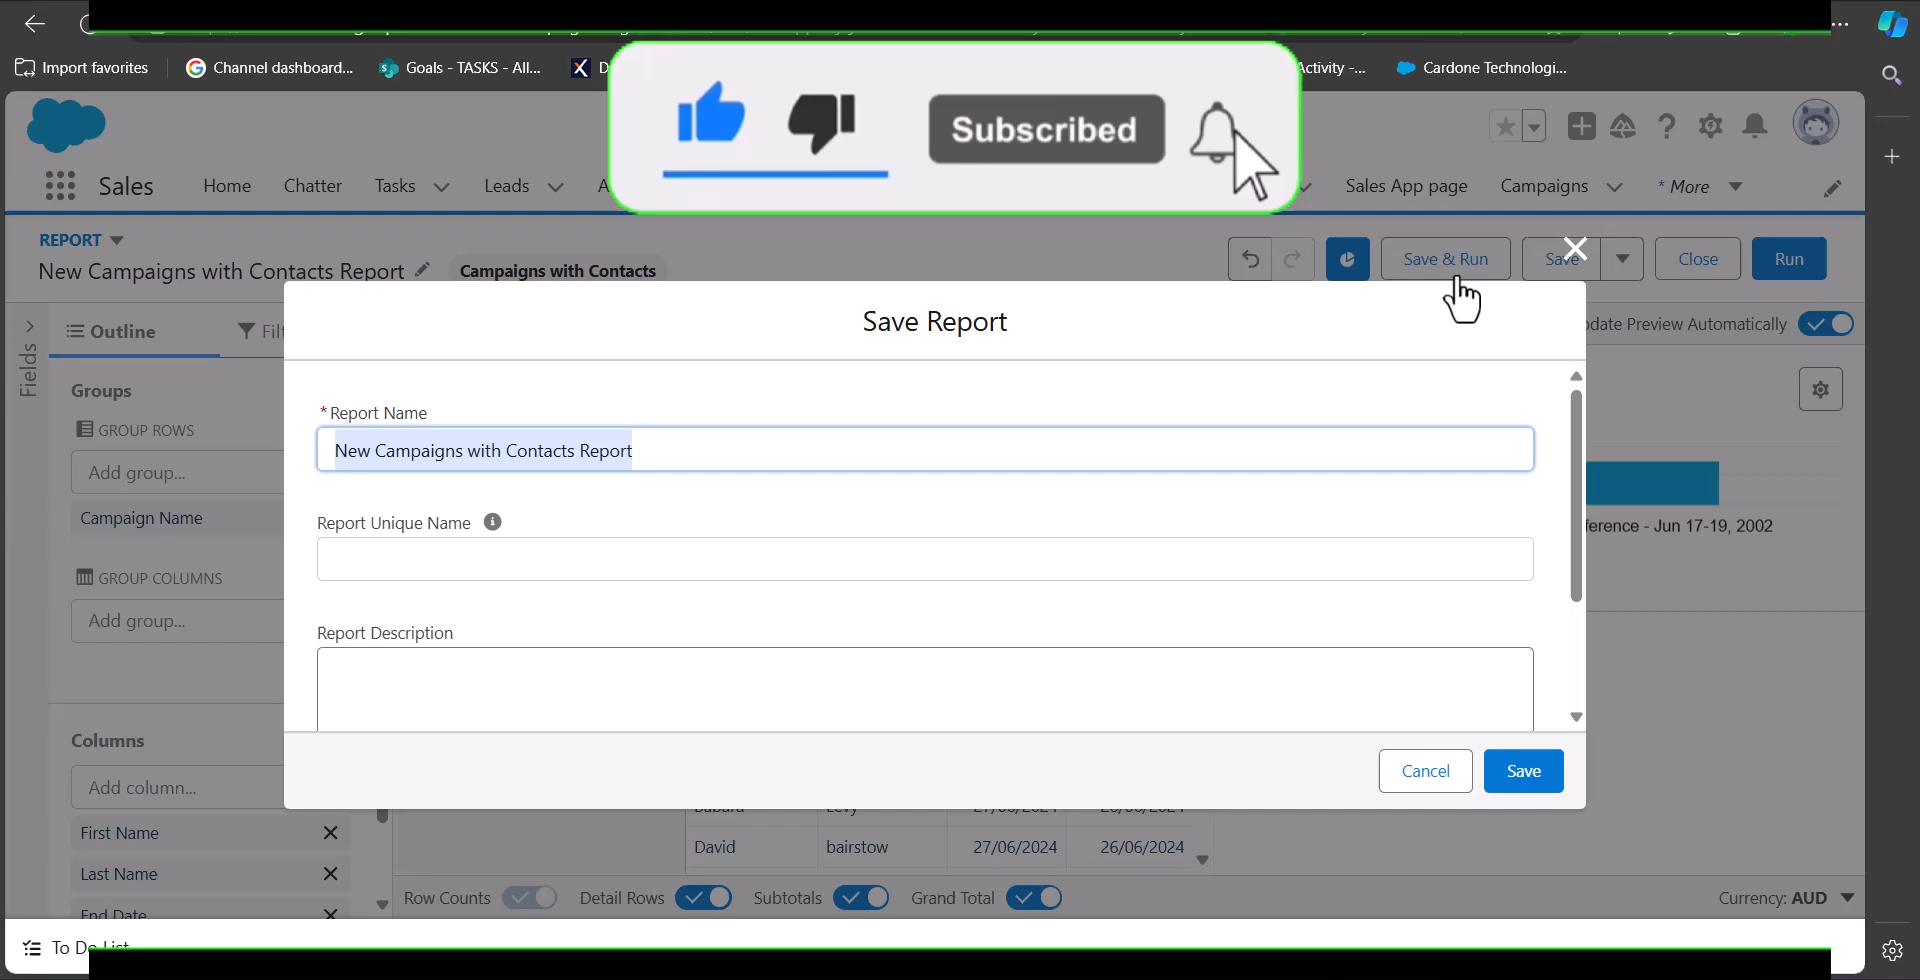 Import favorites
Channel dashboard...
Goals - TASKS - All...
Activity -...
Cardone Technologi...
Subscribed
Sales
Home
Chatter
Tasks
Leads
Sales App page
Campaigns
* More
REPORT
New Campaigns with Contacts Report
Campaigns with Contacts
Save & Run
Save
Close
Run
Fields
Outline
Update Preview Automatically
Save Report
Groups
GROUP ROWS
Add group...
Campaign Name
GROUP COLUMNS
Add group...
* Report Name
New Campaigns with Contacts Report
Report Unique Name
Report Description
ference - Jun 17-19, 2002
Cancel
Save
Columns
Add column...
First Name
Last Name
End Date
David
bairstow
27/06/2024
26/06/2024
Row Counts
Detail Rows
Subtotals
Grand Total
Currency: AUD
To Do List